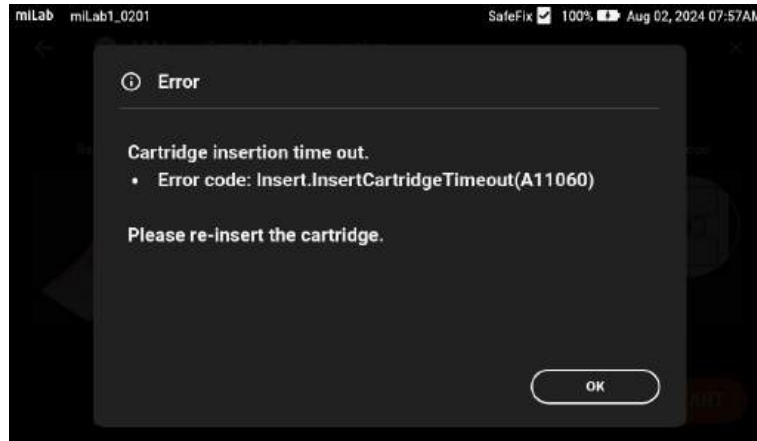 miLab miLab1_0201 SafeFix 100% Aug 02, 2024 07:57AM
Error
Cartridge insertion time out.
• Error code: Insert.InsertCartridgeTimeout(A11060)
Please re-insert the cartridge.
OK